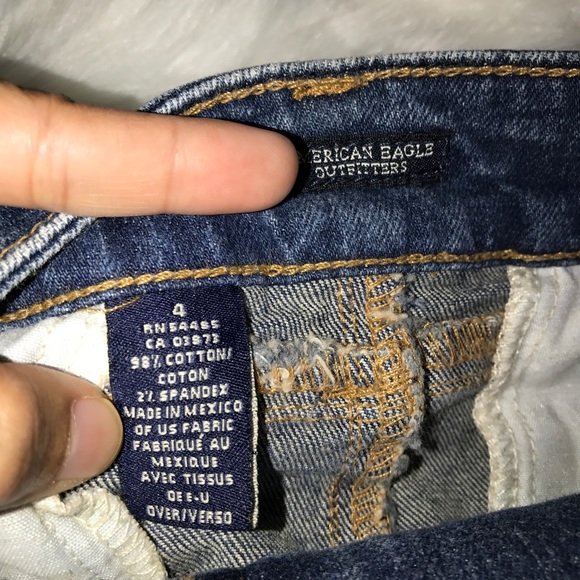 ERICAN EAGLE
OUTFITTERS
4
RN54485
CA 03873
98% COTTON/
COTON
2% SPANDEX
MADE IN MEXICO
OF US FABRIC
FABRIQUÉ AU
MEXIQUE
AVEC TISSUS
DE E-U
OVER/VERSO